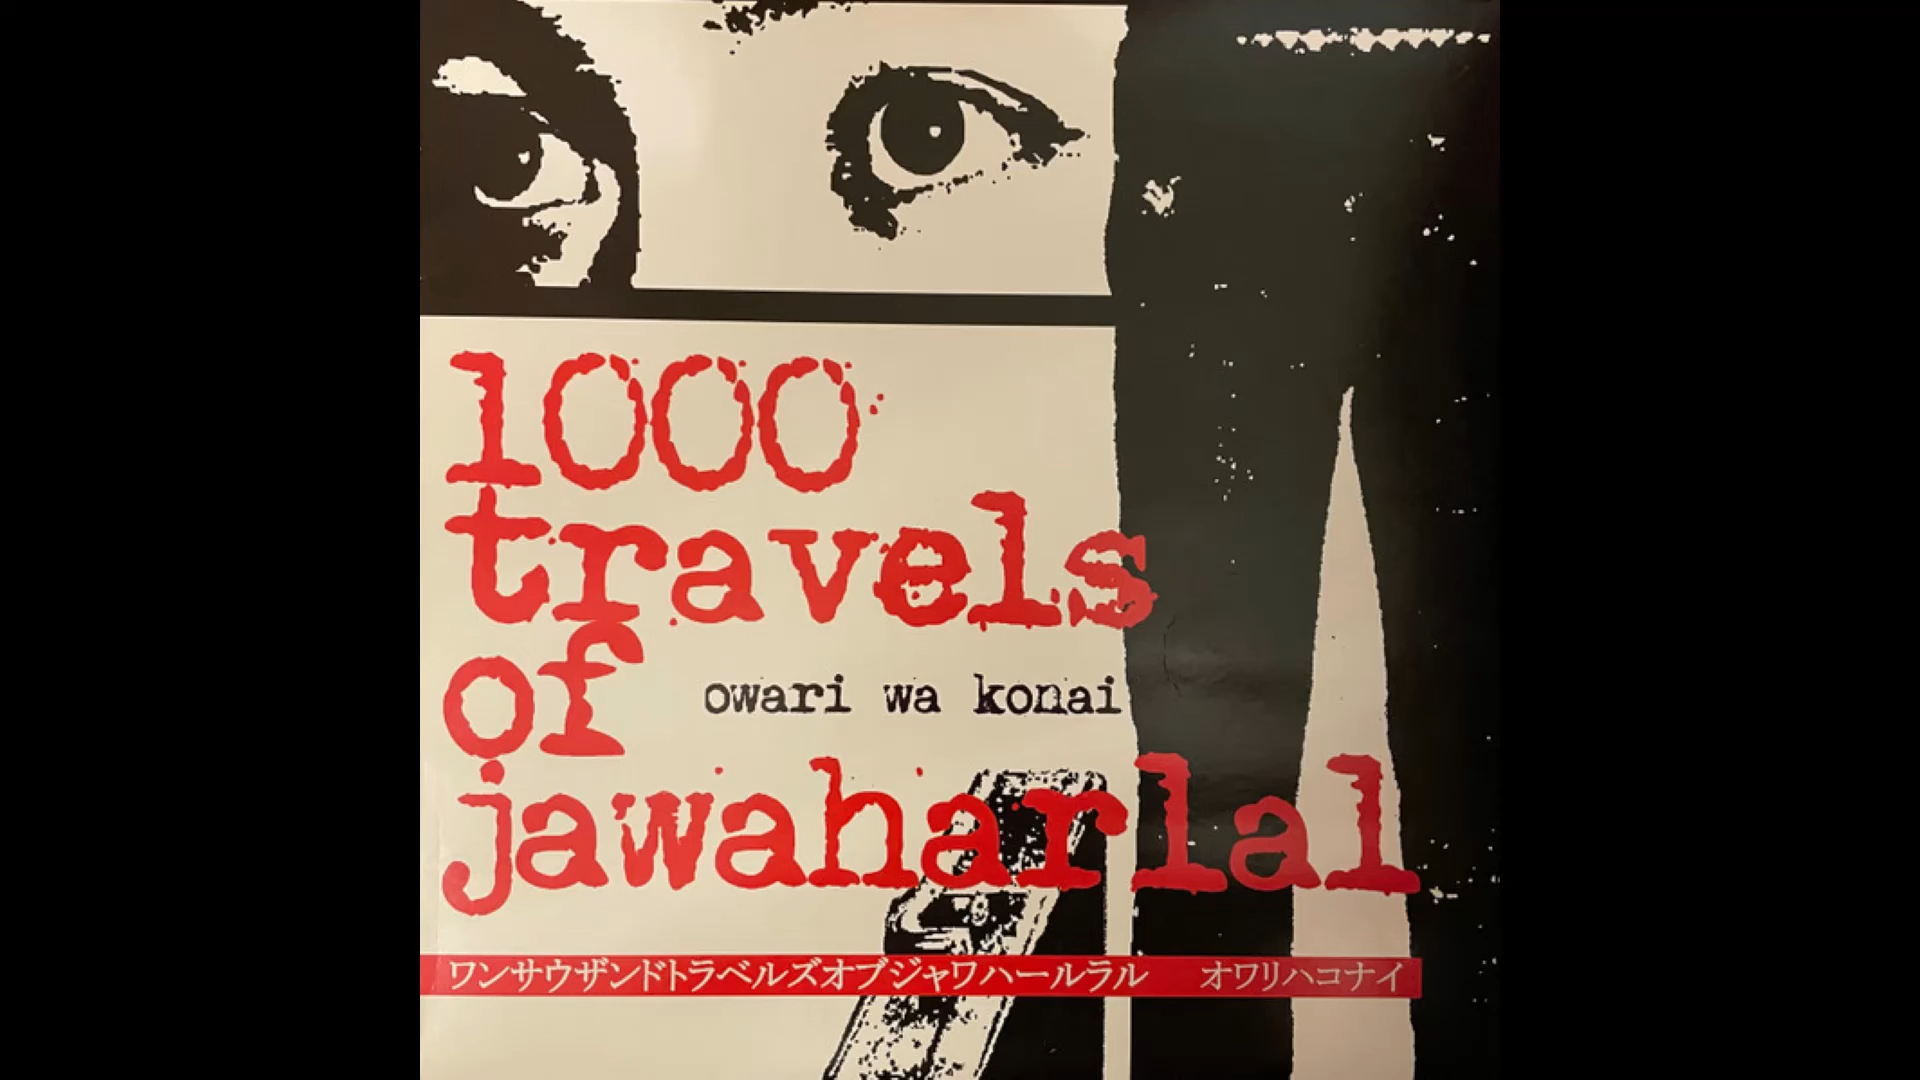 1000
travels
of
owari wa konai
jawaharlal
ワンサウザンドトラベルズオブジャワハールラル オワリハコナイ